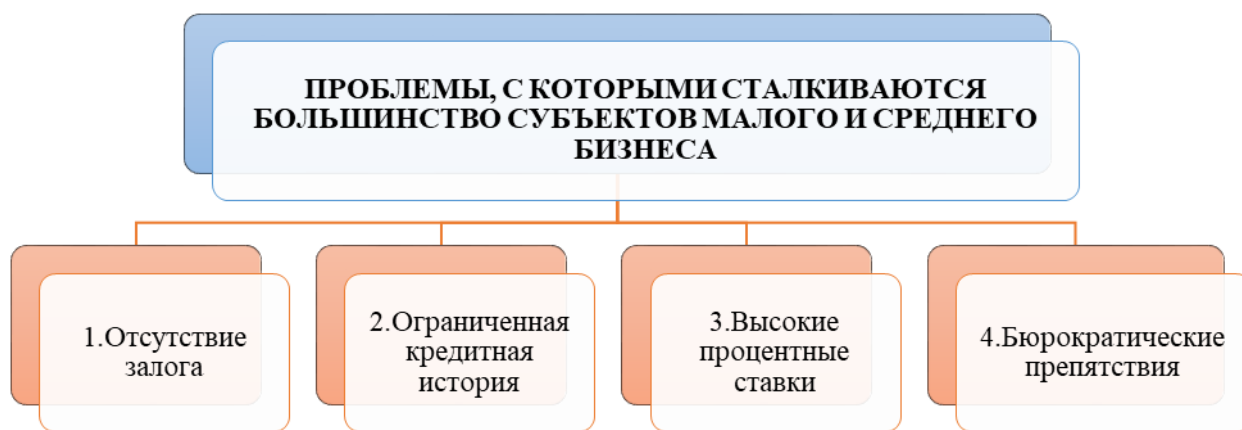 ПРОБЛЕМЫ, С КОТОРЫМИ СТАЛКИВАЮТСЯ
БОЛЬШИНСТВО СУБЪЕКТОВ МАЛОГО И СРЕДНЕГО
БИЗНЕСА
1.Отсутствие
залога
2.Ограниченная
кредитная
история
3.Высокие
процентные
ставки
4.Бюрократические
препятствия